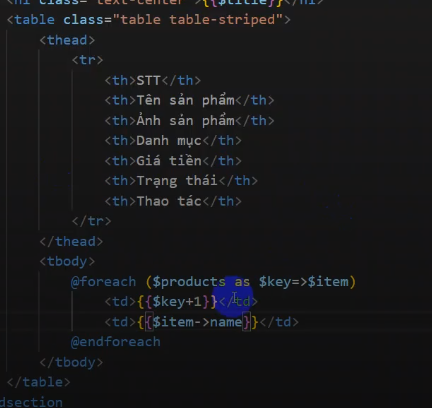 <h1 class="text-center">{{$title}}</h1>
<table class="table table-striped">
<thead>
<tr>
<th>STT</th>
<th>Tên sản phẩm</th>
<th>Ảnh sản phẩm</th>
<th>Danh mục</th>
<th>Giá tiền</th>
<th>Trạng thái</th>
<th>Thao tác</th>
</tr>
</thead>
<tbody>
@foreach ($products as $key=>$item)
<td>{{$key+1}}</td>
<td>{{$item->name}}</td>
@endforeach
</tbody>
</table>
dsection